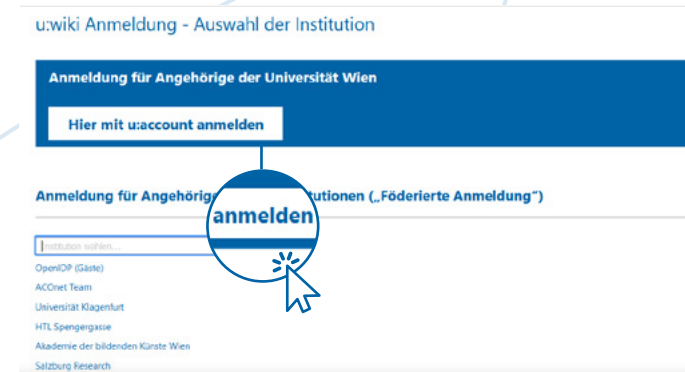 u:wiki Anmeldung - Auswahl der Institution
Anmeldung für Angehörige der Universität Wien
Hier mit u:account anmelden
Anmeldung für Angehörige utionen („Föderierte Anmeldung“)
anmelden
Institution wählen...
OpenIDP (Gäste)
ACOnet Team
Universität Klagenfurt
HTL Spengergasse
Akademie der bildenden Künste Wien
Salzburg Research